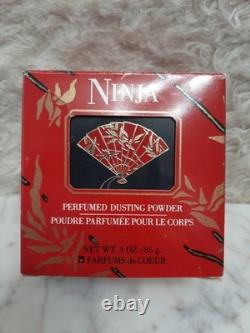 NINJA
PERFUMED DUSTING POWDER
POUDRE PARFUMÉE POUR LE CORPS
NET WT. 3 OZ./85 g.
PARFUMS de COEUR